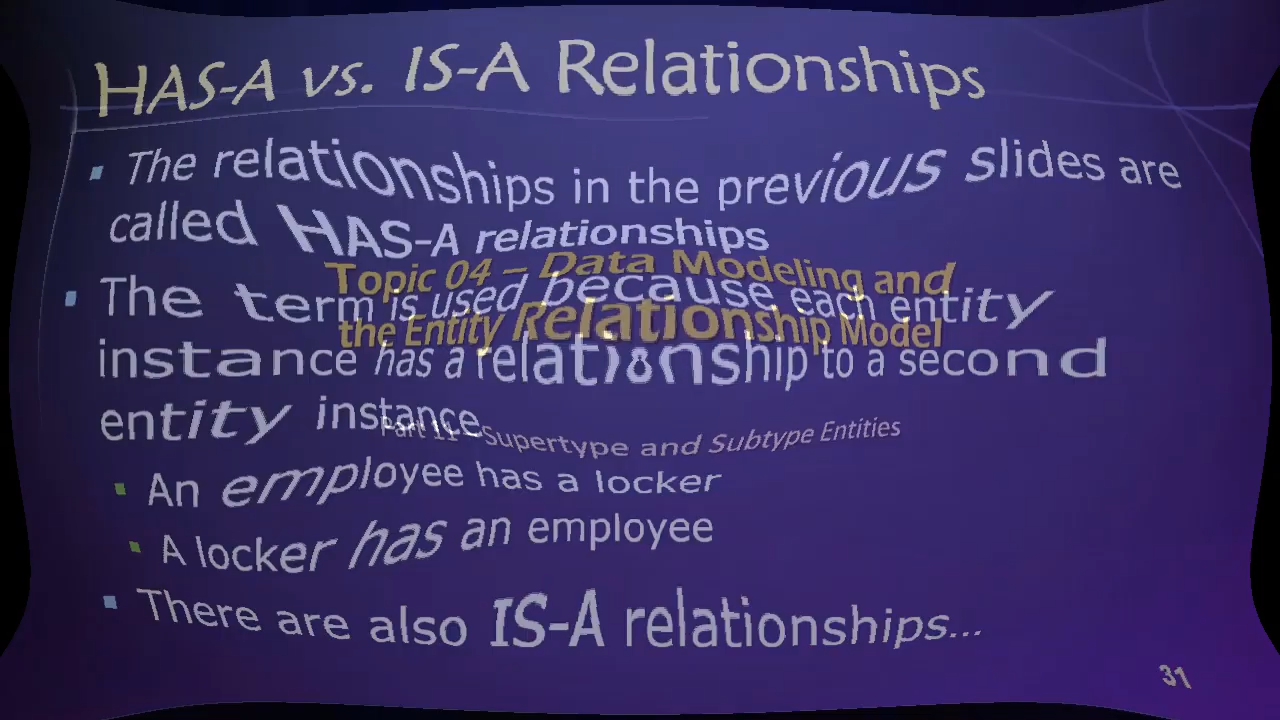 HAS-A vs. IS-A Relationships
The relationships in the previous slides are
called HAS-A relationships
Topic 04 – Data Modeling and
the Entity Relationship Model
The term is used because each entity
instance has a relationship to a second
entity instance
Part 11 - Supertype and Subtype Entities
An employee has a locker
A locker has an employee
There are also IS-A relationships...
31